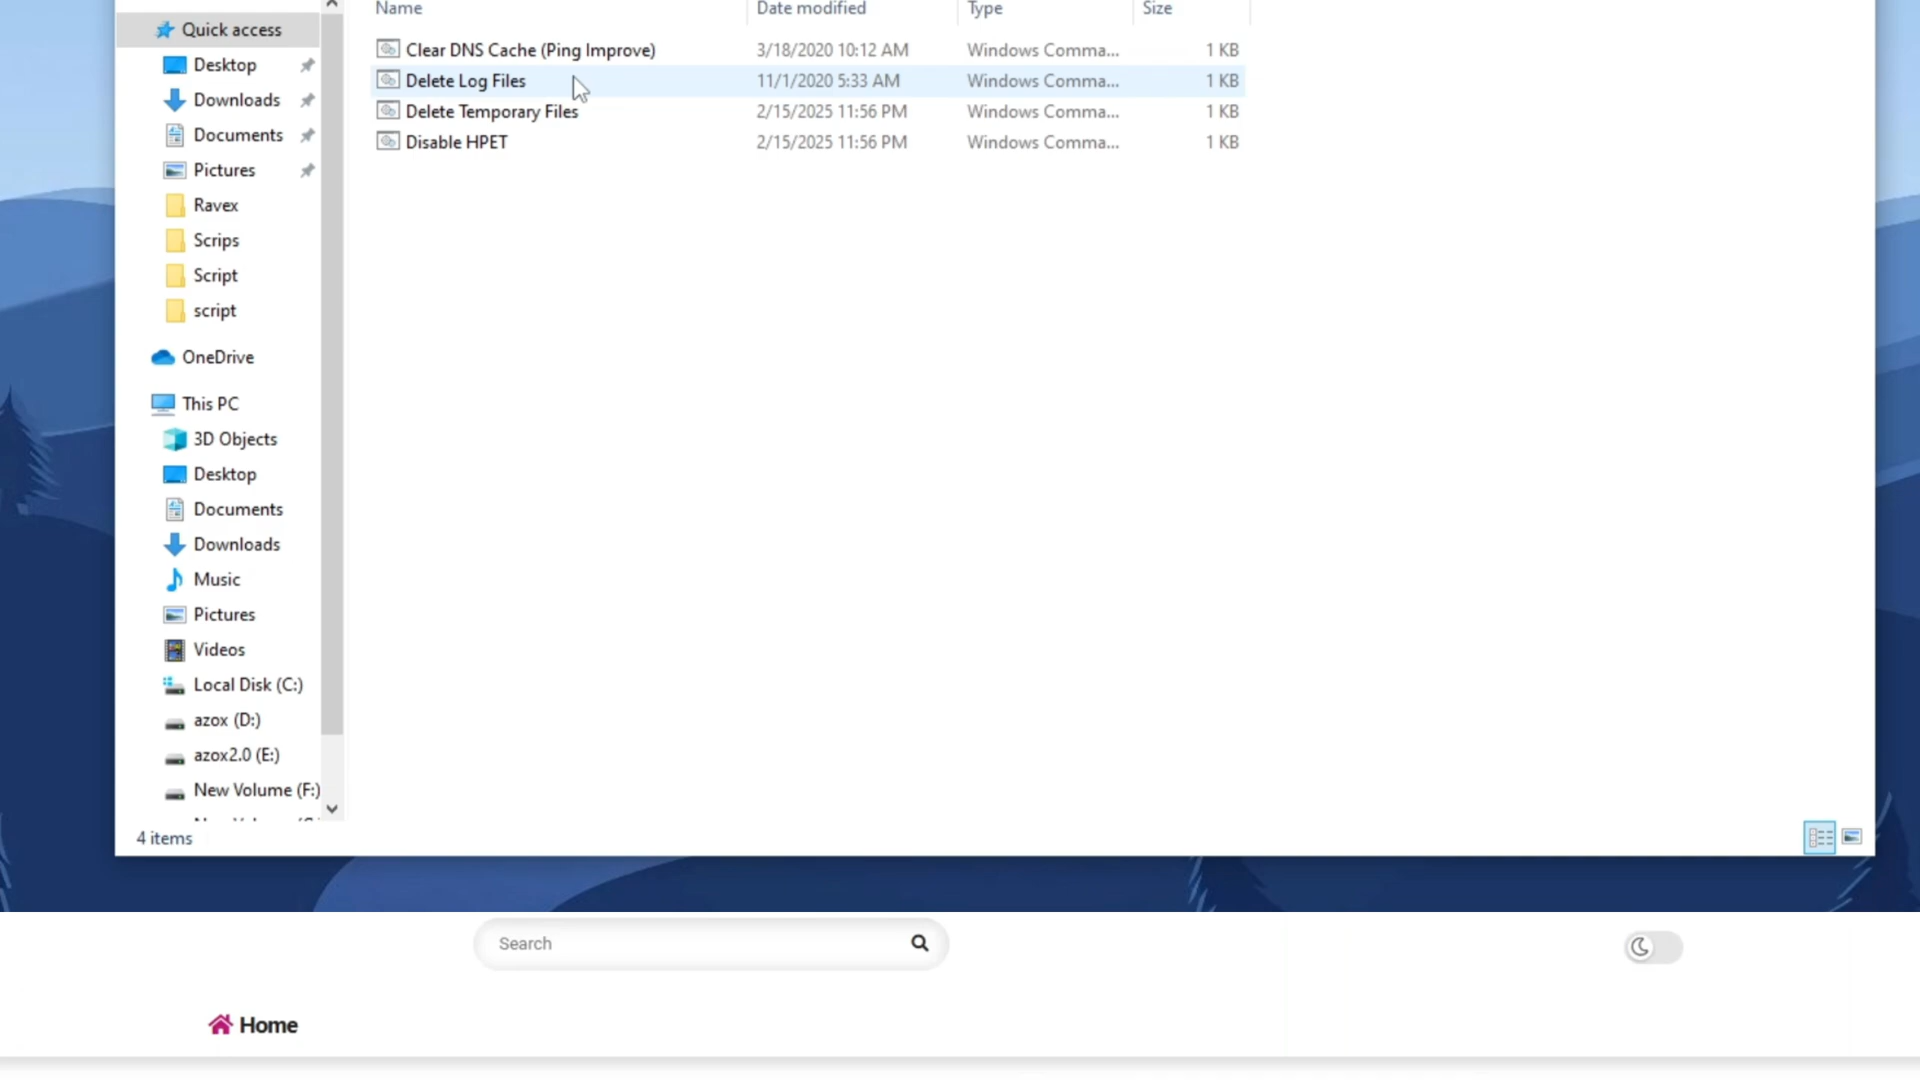 Name Date modified Type Size
Quick access
Desktop
Downloads
Documents
Pictures
Ravex
Scrips
Script
script
OneDrive
This PC
3D Objects
Desktop
Documents
Downloads
Music
Pictures
Videos
Local Disk (C:)
azox (D:)
azox2.0 (E:)
New Volume (F:)
Clear DNS Cache (Ping Improve) 3/18/2020 10:12 AM Windows Comma... 1 KB
Delete Log Files 11/1/2020 5:33 AM Windows Comma... 1 KB
Delete Temporary Files 2/15/2025 11:56 PM Windows Comma... 1 KB
Disable HPET 2/15/2025 11:56 PM Windows Comma... 1 KB
4 items
Search
Home